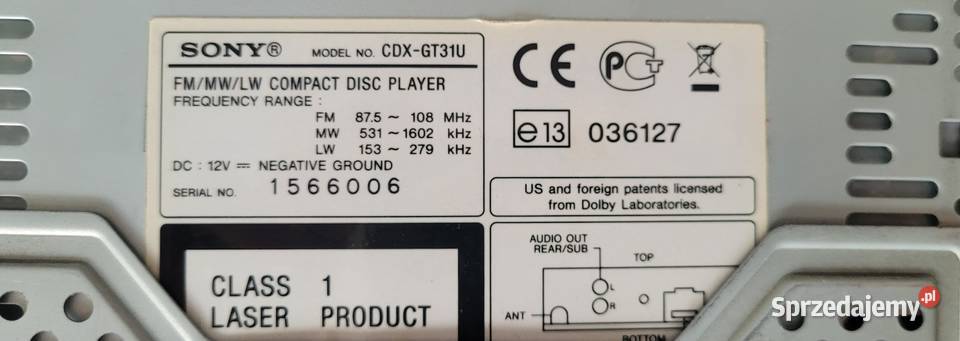 SONY® MODEL NO. CDX-GT31U
FM/MW/LW COMPACT DISC PLAYER
FREQUENCY RANGE :
FM 87.5 ~ 108 MHz
MW 531 ~ 1602 kHz
LW 153 ~ 279 kHz
DC : 12V ⎓ NEGATIVE GROUND
SERIAL NO. 1566006
CE PCT
e13 036127
US and foreign patents licensed
from Dolby Laboratories.
CLASS 1
LASER PRODUCT
AUDIO OUT
REAR/SUB
TOP
L
R
ANT
BOTTOM
Sprzedajemy.pl